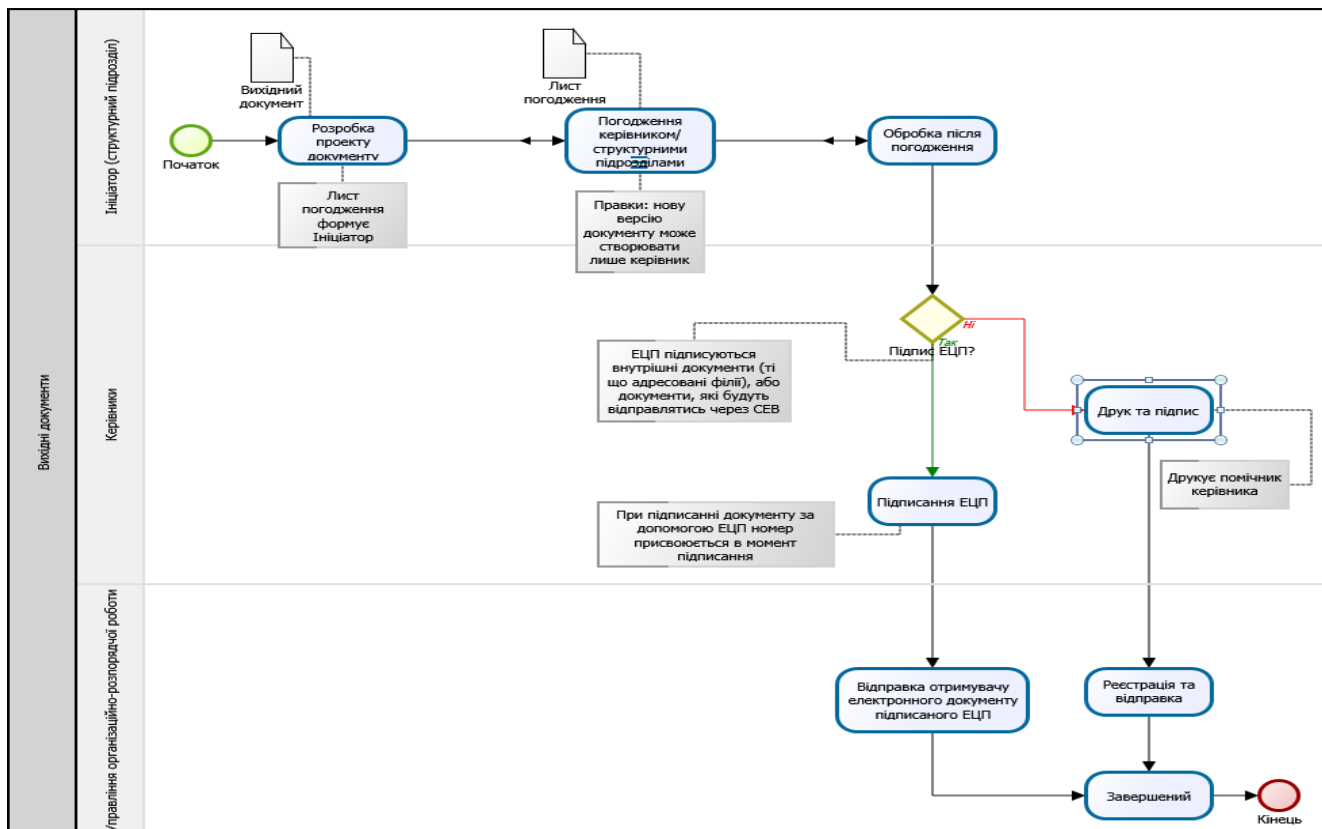 Вихідні документи
Ініціатор (структурний підрозділ)
Вихідний
документ
Лист
погодження
Початок
Розробка
проекту
документу
Погодження
керівником/
структурними
підрозділами
Обробка після
погодження
Лист
погодження
формує
Ініціатор
Правки: нову
версію
документу може
створювати
лише керівник
Керівники
Ні
Так
Підпис ЕЦП?
ЕЦП підписуються
внутрішні документи (ті
що адресовані філії), або
документи, які будуть
відправлятись через СЕВ
Друк та підпис
Друкує помічник
керівника
Підписання ЕЦП
При підписанні документу за
допомогою ЕЦП номер
присвоюється в момент
підписання
Управління організаційно-розпорядчої роботи
Відправка отримувачу
електронного документу
підписаного ЕЦП
Реєстрація та
відправка
Завершений
Кінець